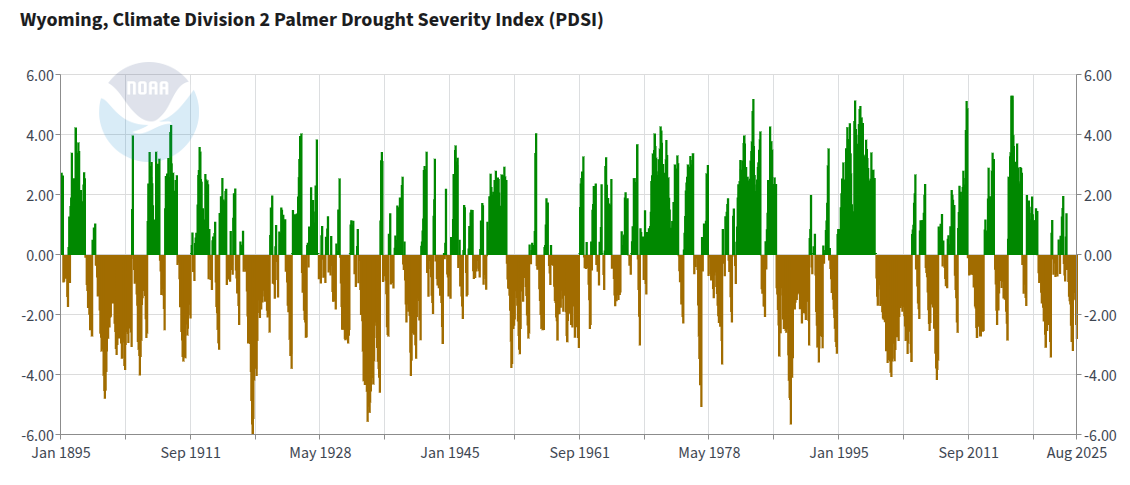 Wyoming, Climate Division 2 Palmer Drought Severity Index (PDSI)
NOAA
6.00 6.00
4.00 4.00
2.00 2.00
0.00 0.00
-2.00 -2.00
-4.00 -4.00
-6.00 -6.00
Jan 1895 Sep 1911 May 1928 Jan 1945 Sep 1961 May 1978 Jan 1995 Sep 2011 Aug 2025